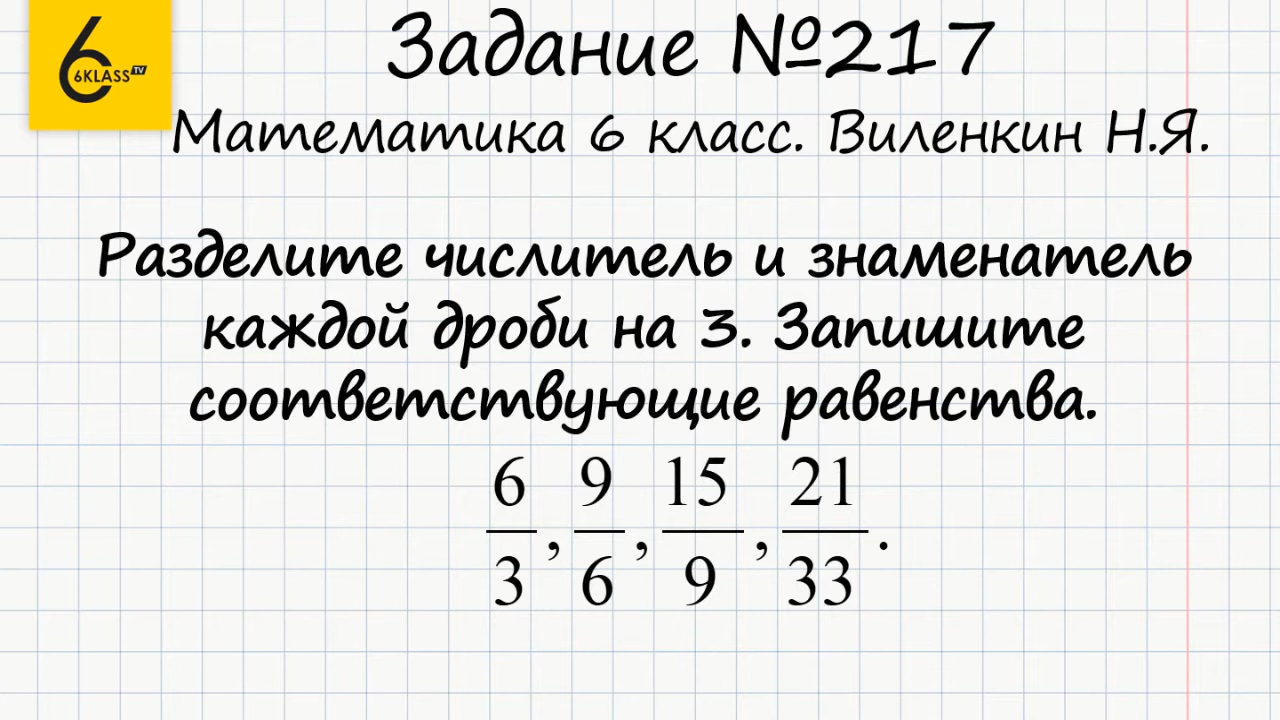 6KLASS TV
Задание №217
Математика 6 класс. Виленкин Н.Я.
Разделите числитель и знаменатель
каждой дроби на 3. Запишите
соответствующие равенства.
6/3, 9/6, 15/9, 21/33.